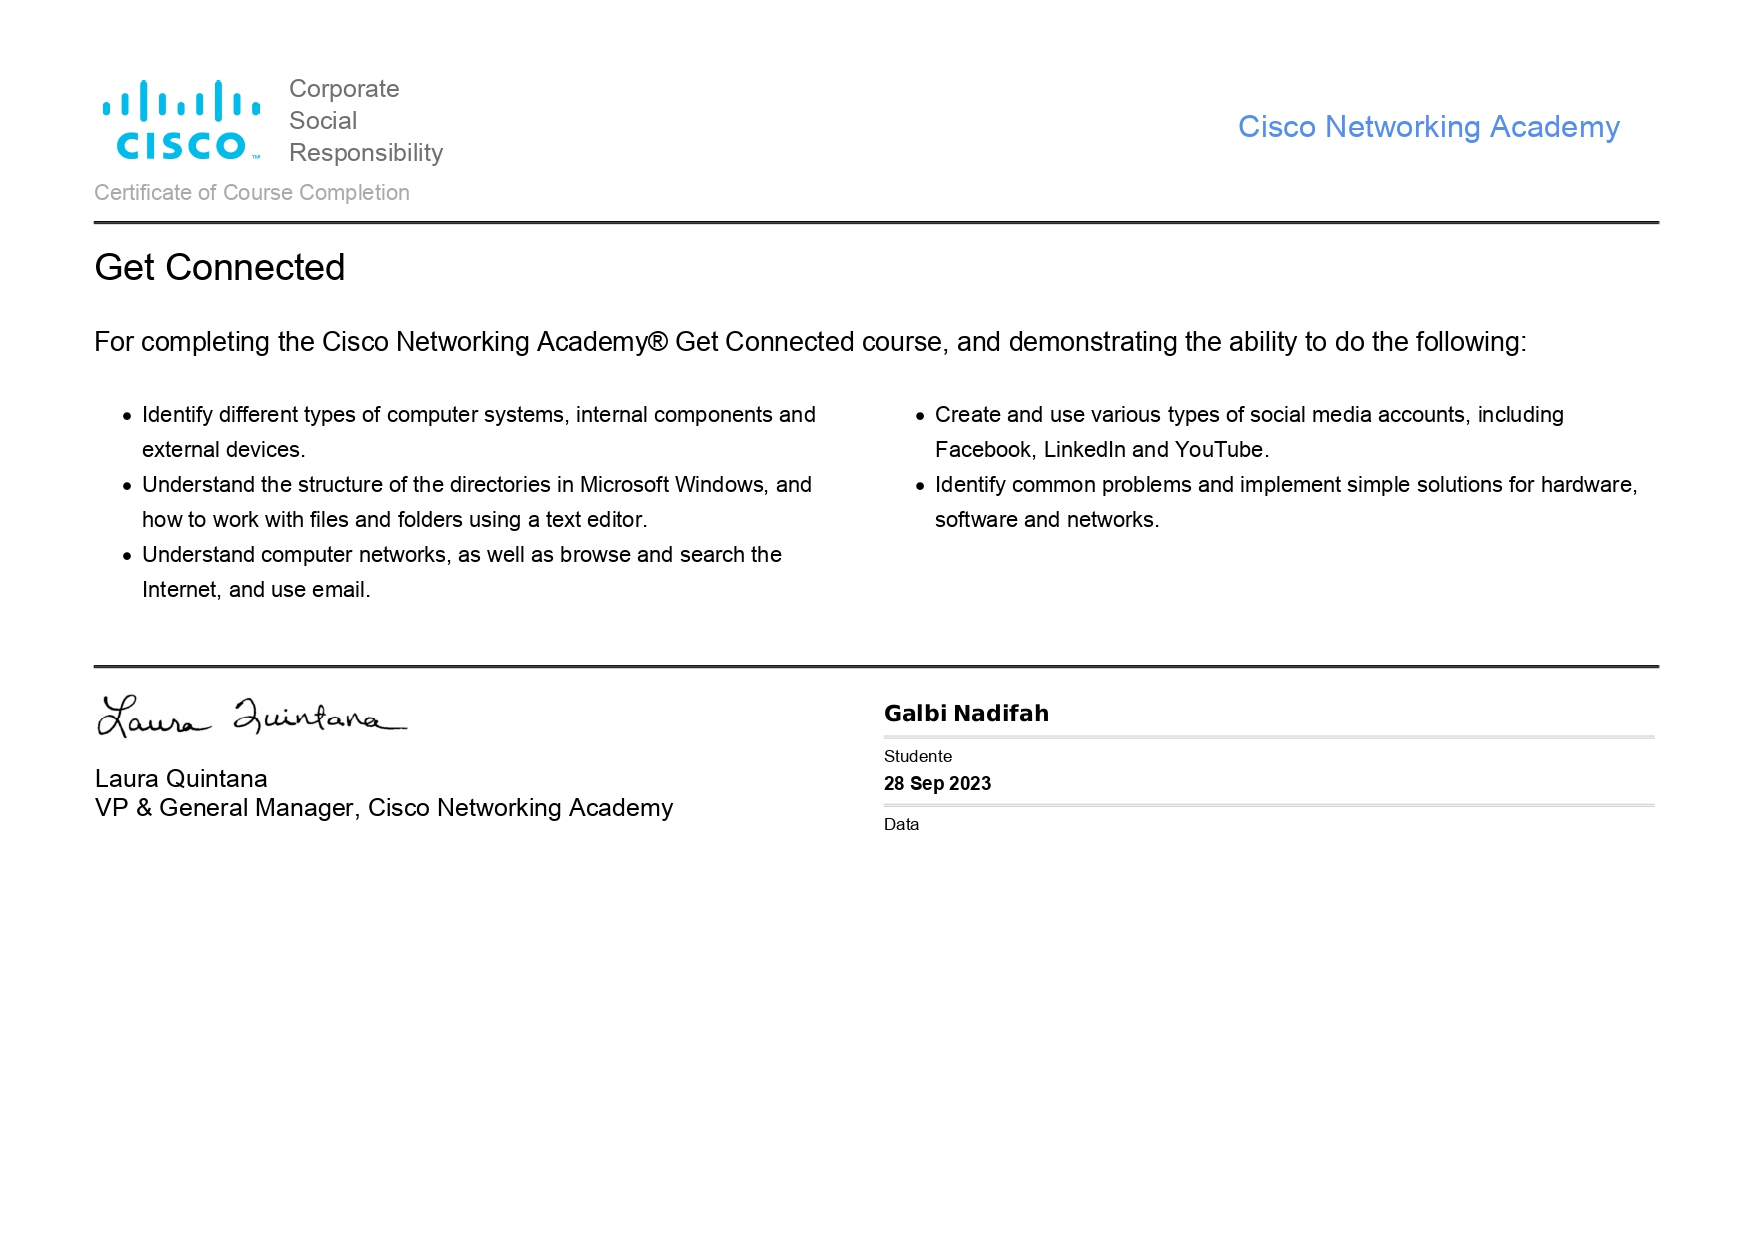 CISCO™
Corporate
Social
Responsibility
Cisco Networking Academy
Certificate of Course Completion
Get Connected
For completing the Cisco Networking Academy® Get Connected course, and demonstrating the ability to do the following:
• Identify different types of computer systems, internal components and
external devices.
• Understand the structure of the directories in Microsoft Windows, and
how to work with files and folders using a text editor.
• Understand computer networks, as well as browse and search the
Internet, and use email.
• Create and use various types of social media accounts, including
Facebook, LinkedIn and YouTube.
• Identify common problems and implement simple solutions for hardware,
software and networks.
Laura Quintana
Laura Quintana
VP & General Manager, Cisco Networking Academy
Galbi Nadifah
Studente
28 Sep 2023
Data